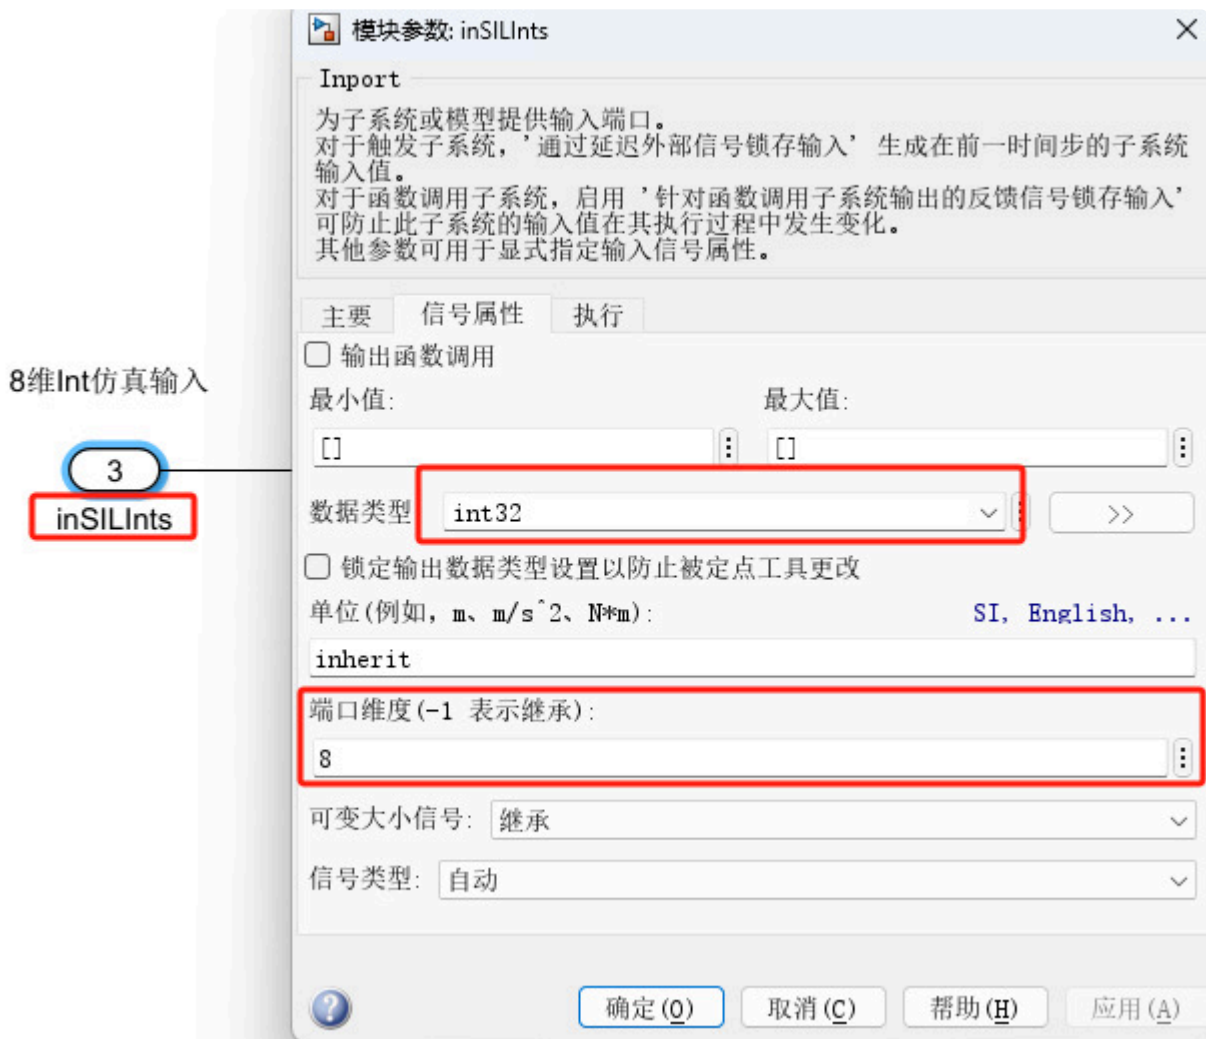 模块参数: inSILInts
Inport
为子系统或模型提供输入端口。
对于触发子系统，'通过延迟外部信号锁存输入' 生成在前一时间步的子系统
输入值。
对于函数调用子系统，启用 '针对函数调用子系统输出的反馈信号锁存输入'
可防止此子系统的输入值在其执行过程中发生变化。
其他参数可用于显式指定输入信号属性。
主要 信号属性 执行
输出函数调用
8维Int仿真输入
最小值: 最大值:
[] []
3
inSILInts
数据类型 int32 >>
锁定输出数据类型设置以防止被定点工具更改
单位(例如，m、m/s^2、N*m): SI, English, ...
inherit
端口维度(-1 表示继承):
8
可变大小信号: 继承
信号类型: 自动
确定(O) 取消(C) 帮助(H) 应用(A)